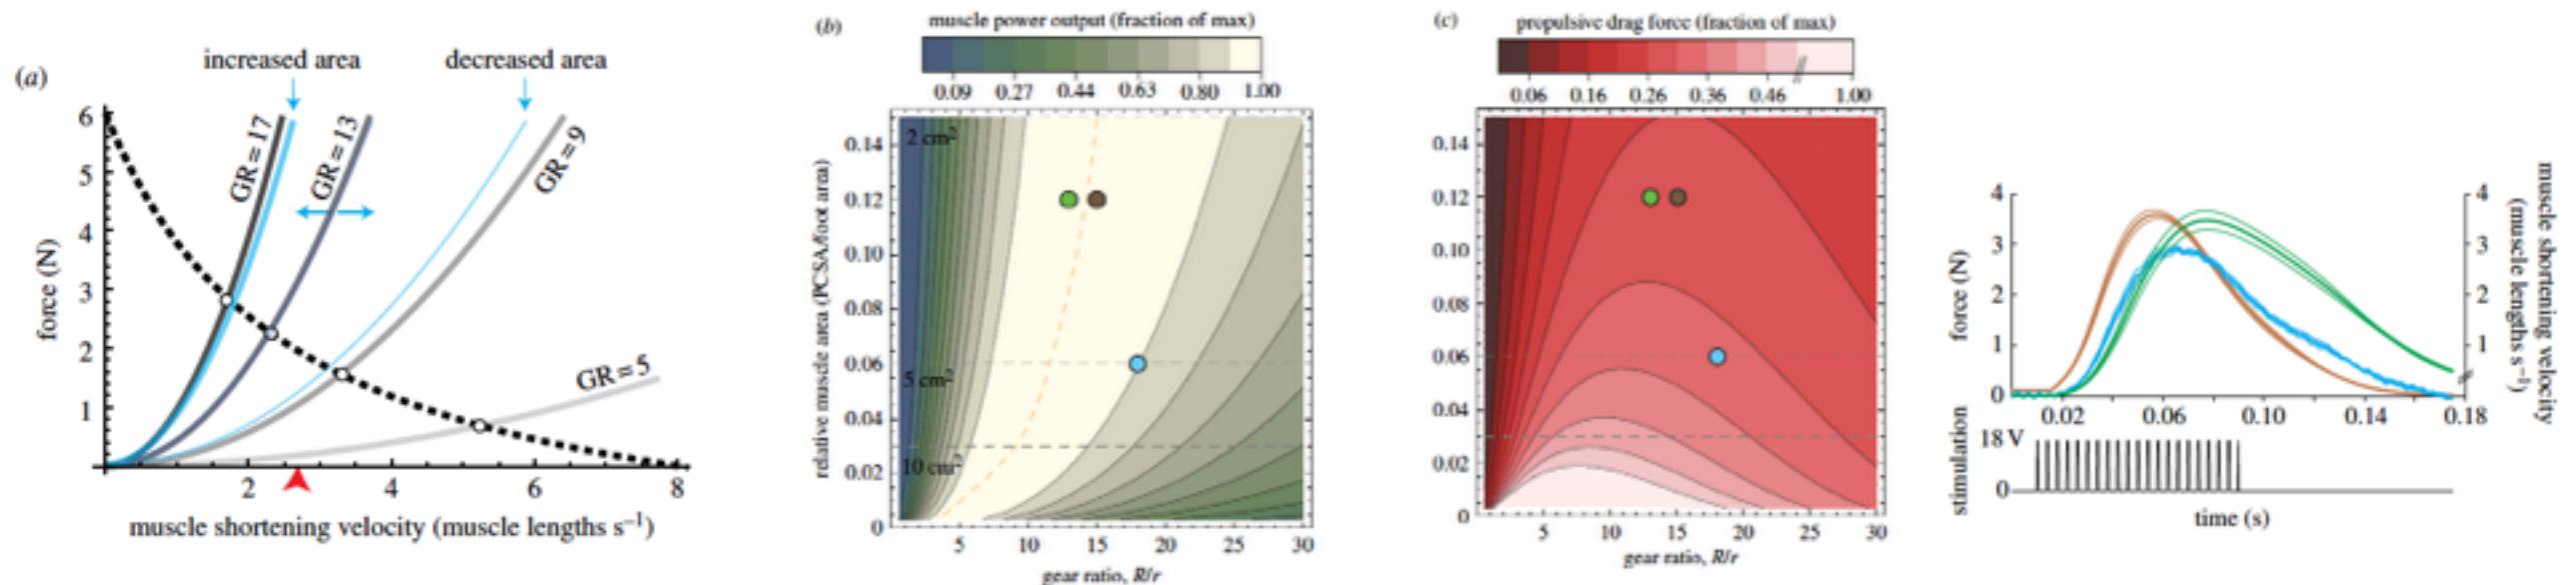 (a)
increased area
decreased area
GR = 17
GR = 13
GR = 9
GR = 5
force (N)
6
5
4
3
2
1
2
4
6
8
muscle shortening velocity (muscle lengths s⁻¹)
(b)
muscle power output (fraction of max)
0.09 0.27 0.44 0.63 0.80 1.00
relative muscle area (PCSA/foot area)
0.14
0.12
0.10
0.08
0.06
0.04
0.02
0
2 cm²
5 cm²
10 cm²
5 10 15 20 25 30
gear ratio, R/r
(c)
propulsive drag force (fraction of max)
0.06 0.16 0.26 0.36 0.46 1.00
0.14
0.12
0.10
0.08
0.06
0.04
0.02
0
5 10 15 20 25 30
gear ratio, R/r
force (N)
4
3
2
1
0
4
3
2
1
muscle shortening velocity
(muscle lengths s⁻¹)
0.02 0.06 0.10 0.14 0.18
stimulation
18 V
0
time (s)